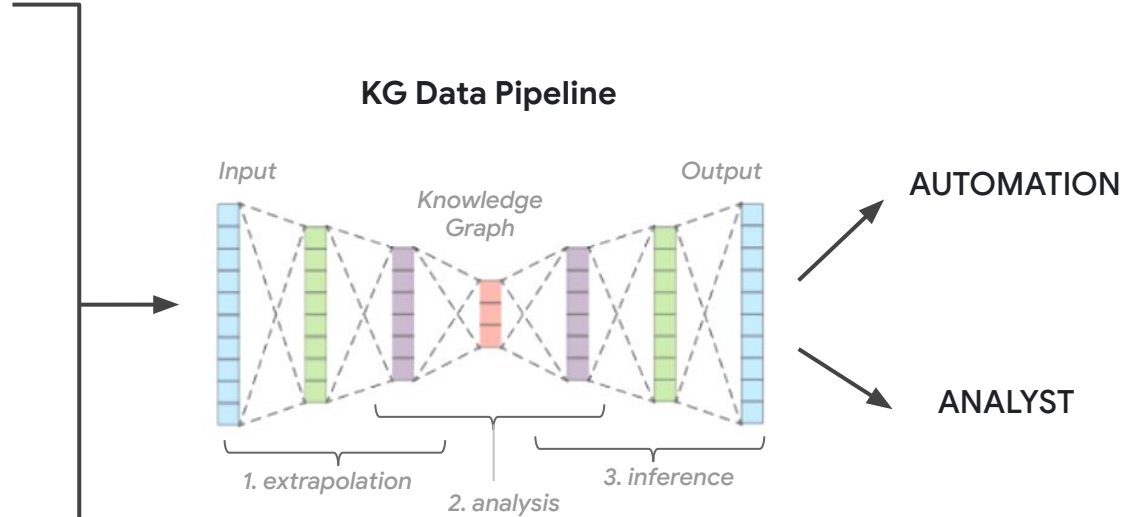 KG Data Pipeline
Input
Output
Knowledge
Graph
AUTOMATION
ANALYST
1. extrapolation
2. analysis
3. inference